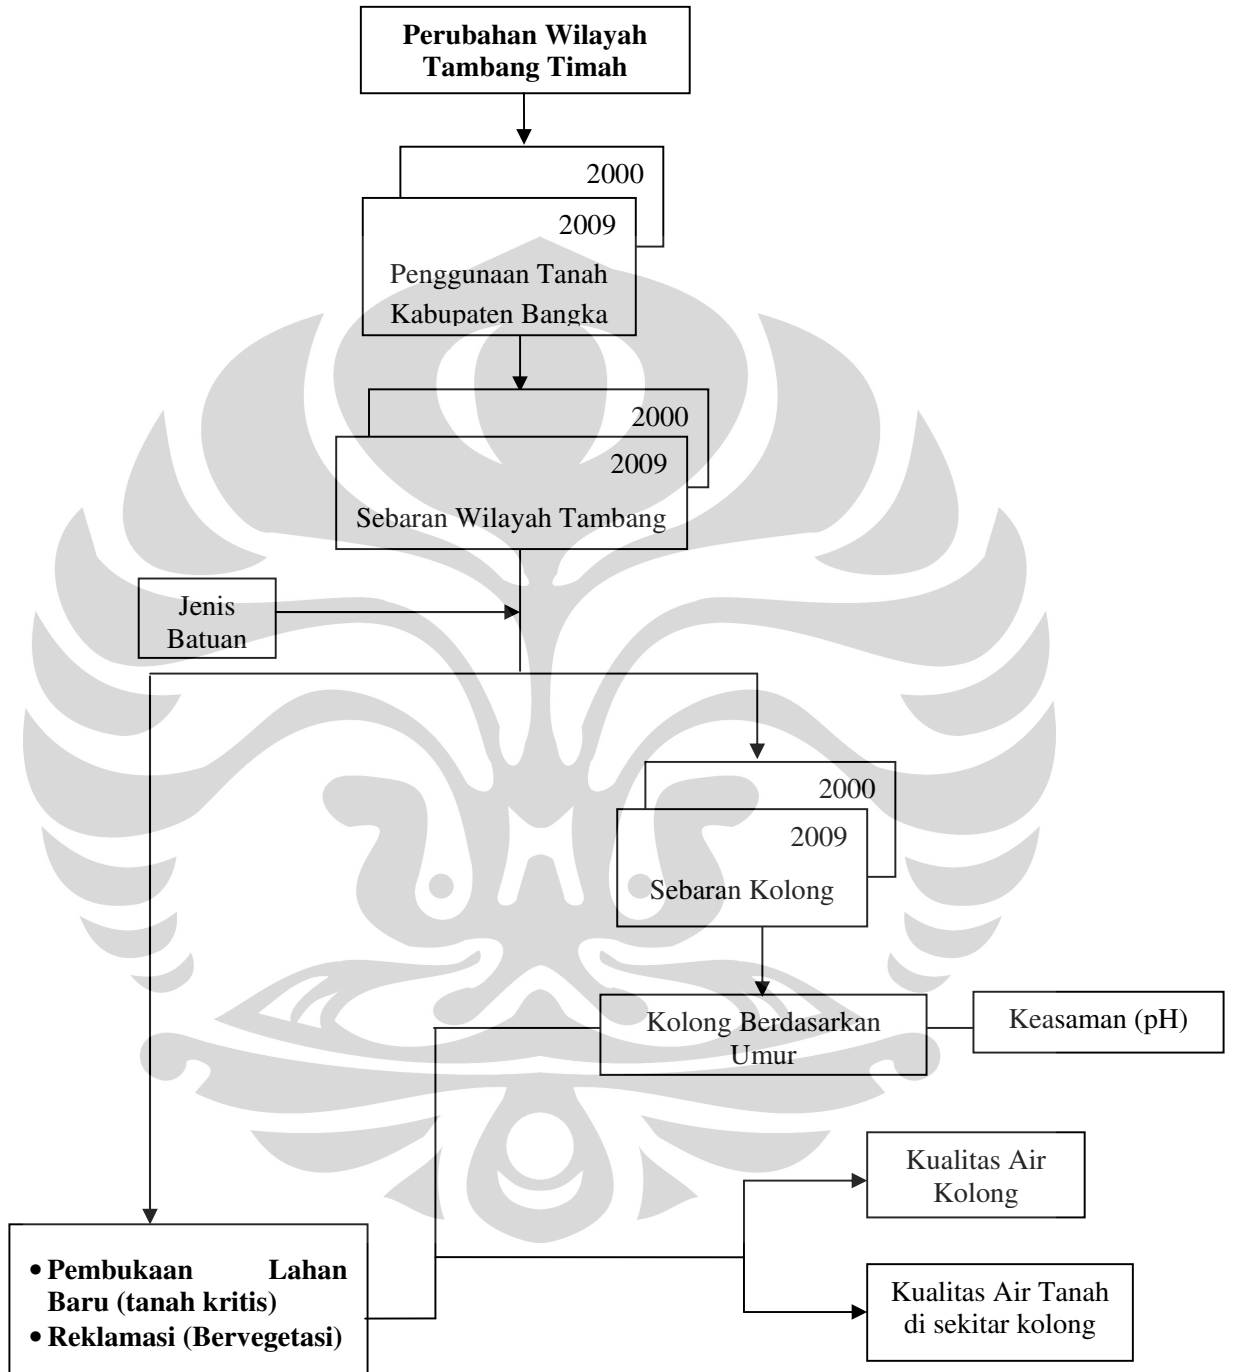 Perubahan Wilayah
Tambang Timah
2000
2009
Penggunaan Tanah
Kabupaten Bangka
2000
2009
Sebaran Wilayah Tambang
Jenis
Batuan
2000
2009
Sebaran Kolong
Kolong Berdasarkan
Umur
Keasaman (pH)
Kualitas Air
Kolong
• Pembukaan Lahan
Baru (tanah kritis)
• Reklamasi (Bervegetasi)
Kualitas Air Tanah
di sekitar kolong